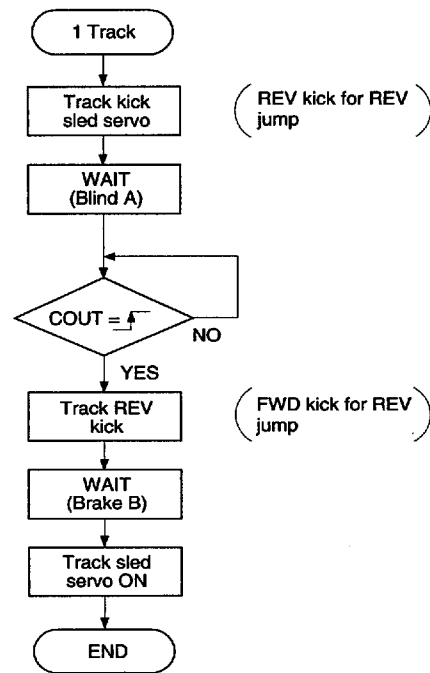 1 Track
Track kick
sled servo
(REV kick for REV
jump)
WAIT
(Blind A)
COUT =
NO
YES
Track REV
kick
(FWD kick for REV
jump)
WAIT
(Brake B)
Track sled
servo ON
END